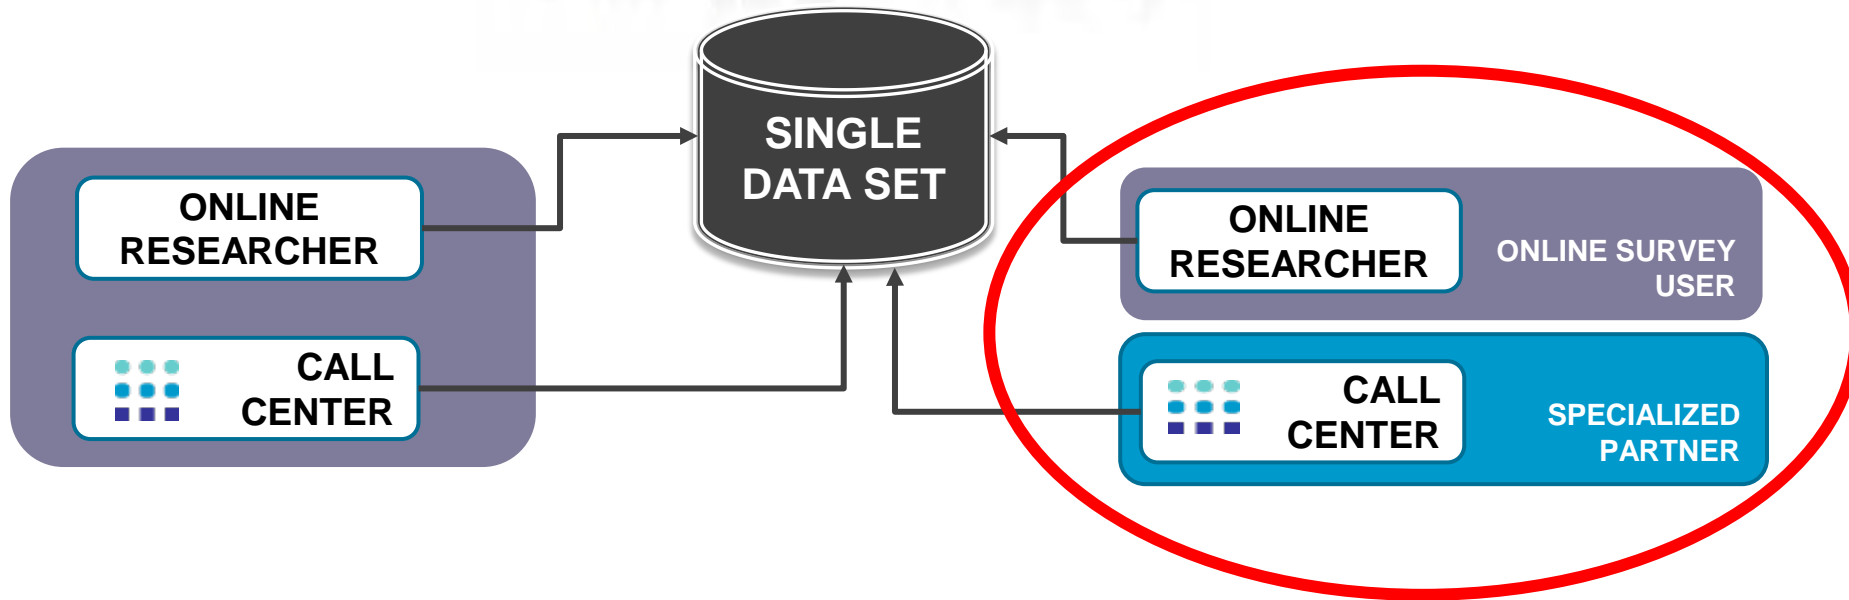 SINGLE
DATA SET
ONLINE
RESEARCHER
CALL
CENTER
ONLINE
RESEARCHER
ONLINE SURVEY
USER
CALL
CENTER
SPECIALIZED
PARTNER